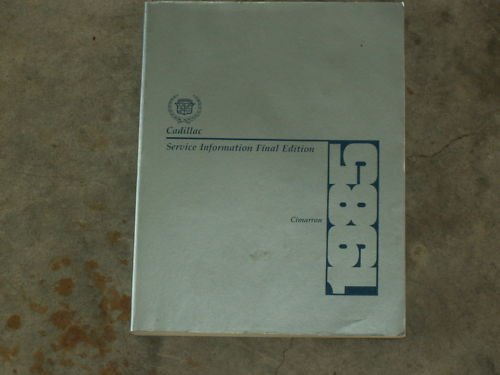 Cadillac
Service Information Final Edition
Cimarron
1985